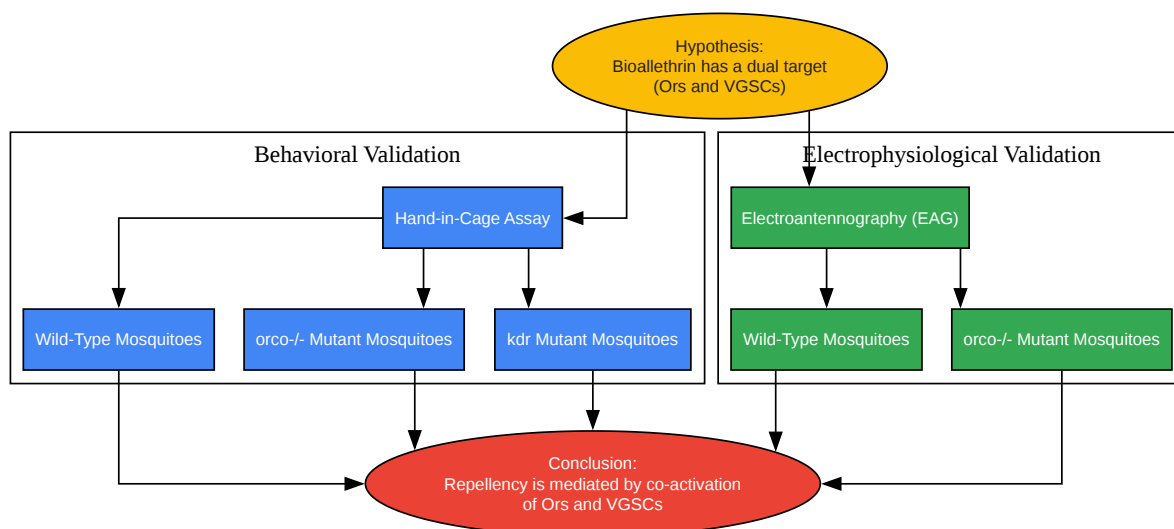 Hypothesis:
Bioallethrin has a dual target
(Ors and VGSCs)
Behavioral Validation
Electrophysiological Validation
Hand-in-Cage Assay
Electroantennography (EAG)
Wild-Type Mosquitoes
orco-/- Mutant Mosquitoes
kdr Mutant Mosquitoes
Wild-Type Mosquitoes
orco-/- Mutant Mosquitoes
Conclusion:
Repellency is mediated by co-activation
of Ors and VGSCs